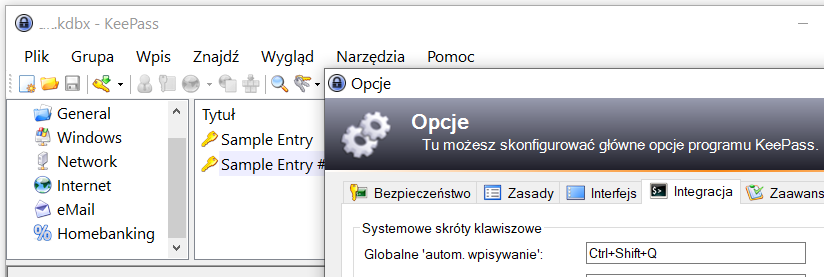 .kdbx - KeePass
Plik Grupa Wpis Znajdź Wygląd Narzędzia Pomoc
General
Windows
Network
Internet
eMail
Homebanking
Tytuł
Sample Entry
Sample Entry #
Opcje
Opcje
Tu możesz skonfigurować główne opcje programu KeePass.
Bezpieczeństwo Zasady Interfejs Integracja Zaawans
Systemowe skróty klawiszowe
Globalne 'autom. wpisywanie': Ctrl+Shift+Q